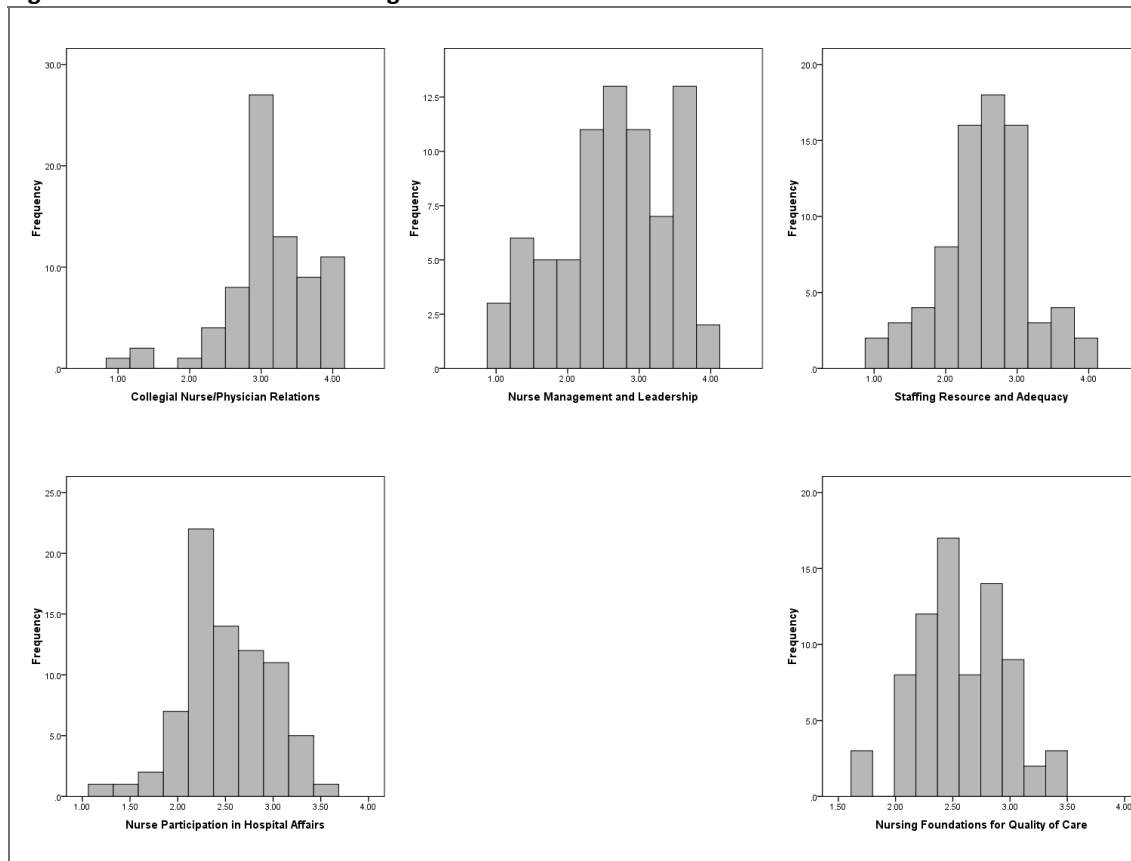 30.0
20.0
10.0
.0
Frequency
1.00 2.00 3.00 4.00
Collegial Nurse/Physician Relations
12.5
10.0
7.5
5.0
2.5
.0
Frequency
1.00 2.00 3.00 4.00
Nurse Management and Leadership
20.0
15.0
10.0
5.0
.0
Frequency
1.00 2.00 3.00 4.00
Staffing Resource and Adequacy
25.0
20.0
15.0
10.0
5.0
.0
Frequency
1.00 1.50 2.00 2.50 3.00 3.50 4.00
Nurse Participation in Hospital Affairs
20.0
15.0
10.0
5.0
.0
Frequency
1.50 2.00 2.50 3.00 3.50 4.00
Nursing Foundations for Quality of Care